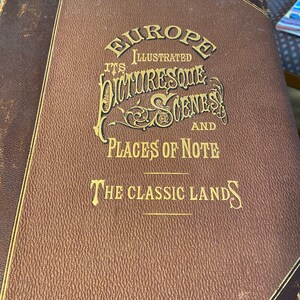 EUROPE
ILLUSTRATED
ITS
PICTURESQUE
SCENES
AND
PLACES OF NOTE
THE CLASSIC LANDS